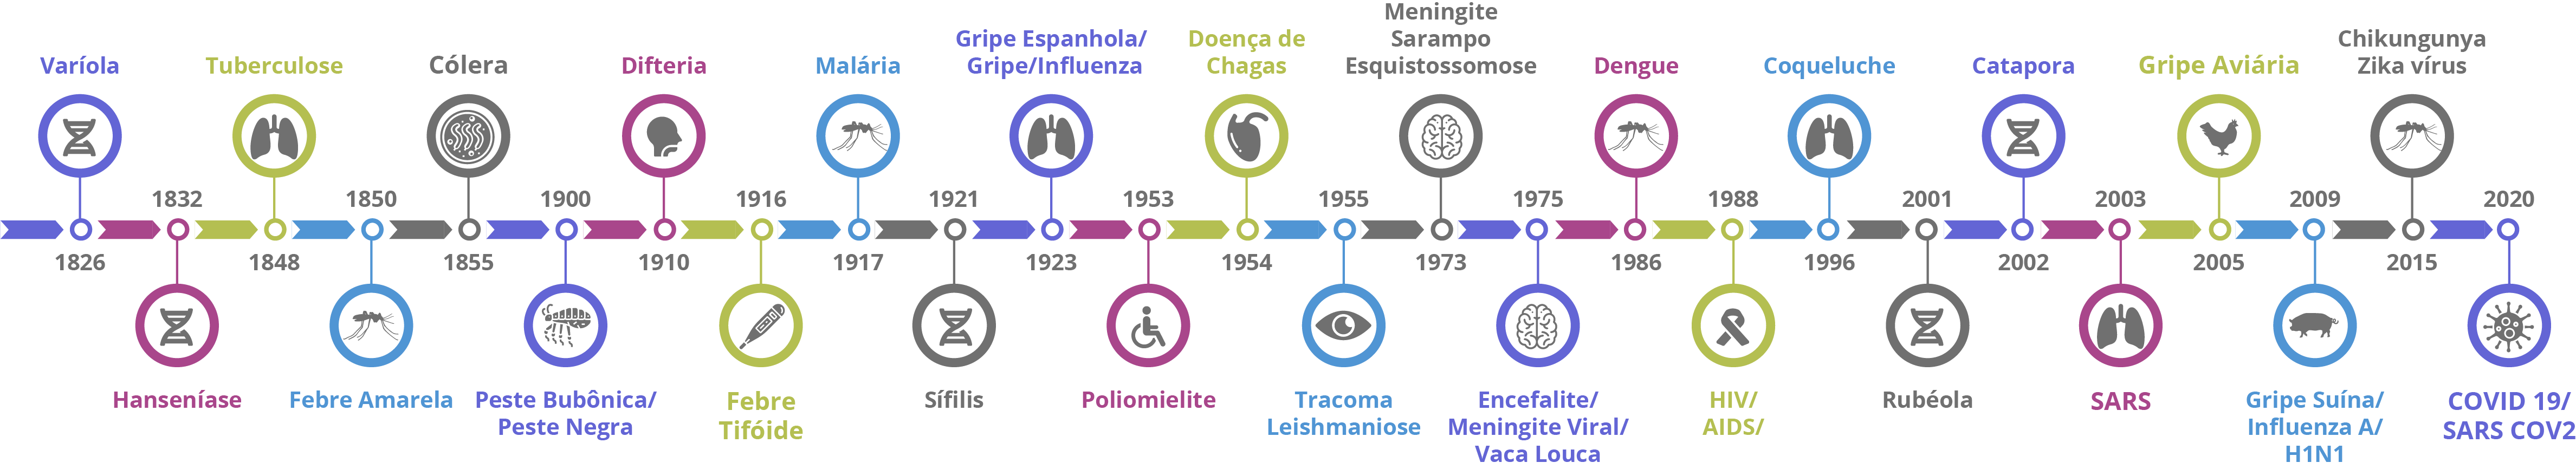 Varíola
1826
1832
Hanseníase
Tuberculose
1848
1850
Febre Amarela
Cólera
1855
1900
Peste Bubônica/
Peste Negra
Difteria
1910
1916
Febre
Tifóide
Malária
1917
1921
Sífilis
Gripe Espanhola/
Gripe/Influenza
1923
1953
Poliomielite
Doença de
Chagas
1954
1955
Tracoma
Leishmaniose
Meningite
Sarampo
Esquistossomose
1973
1975
Encefalite/
Meningite Viral/
Vaca Louca
Dengue
1986
1988
HIV/
AIDS/
Coqueluche
1996
2001
Rubéola
Catapora
2002
2003
SARS
Gripe Aviária
2005
2009
Gripe Suína/
Influenza A/
H1N1
Chikungunya
Zika vírus
2015
2020
COVID 19/
SARS COV2